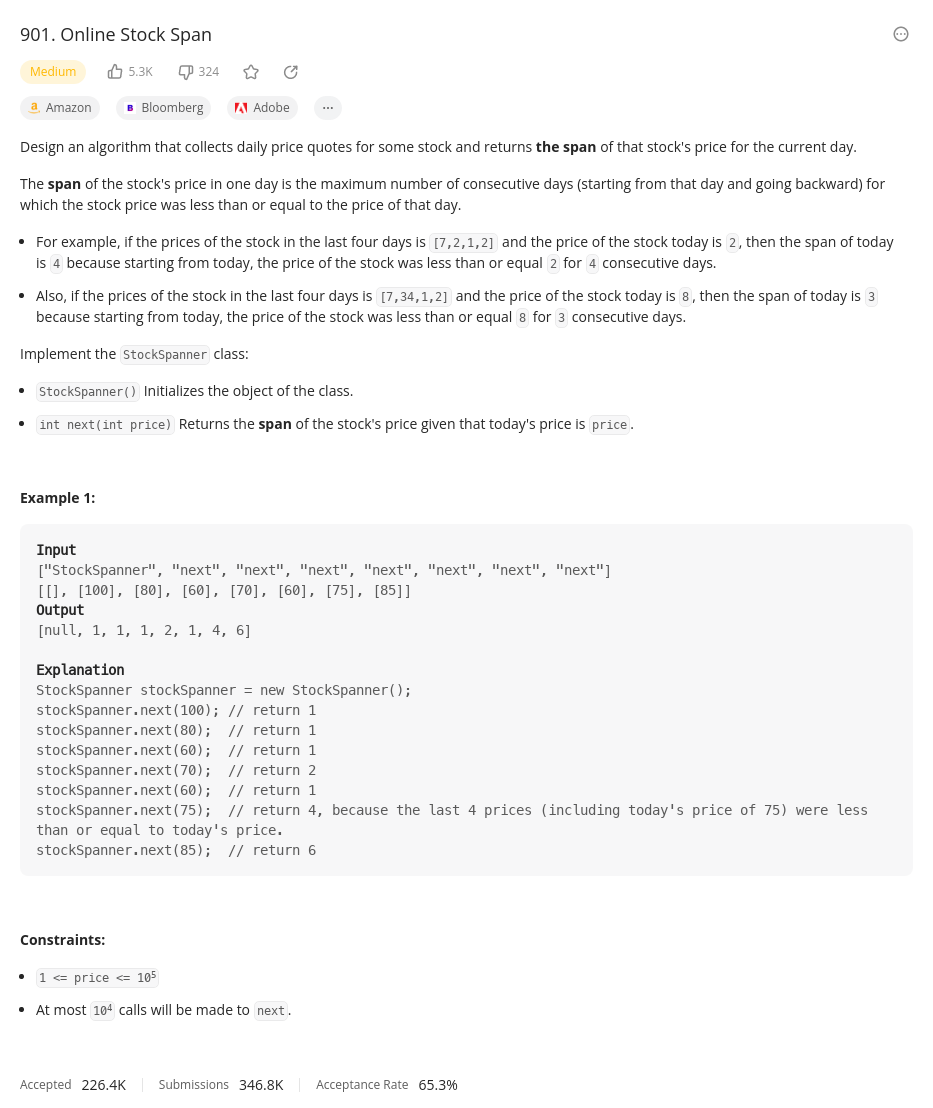 901. Online Stock Span
Medium 5.3K 324
Amazon Bloomberg Adobe
Design an algorithm that collects daily price quotes for some stock and returns the span of that stock's price for the current day.
The span of the stock's price in one day is the maximum number of consecutive days (starting from that day and going backward) for
which the stock price was less than or equal to the price of that day.
• For example, if the prices of the stock in the last four days is [7,2,1,2] and the price of the stock today is 2, then the span of today
is 4 because starting from today, the price of the stock was less than or equal 2 for 4 consecutive days.
• Also, if the prices of the stock in the last four days is [7,34,1,2] and the price of the stock today is 8, then the span of today is 3
because starting from today, the price of the stock was less than or equal 8 for 3 consecutive days.
Implement the StockSpanner class:
• StockSpanner() Initializes the object of the class.
• int next(int price) Returns the span of the stock's price given that today's price is price.
Example 1:
Input
["StockSpanner", "next", "next", "next", "next", "next", "next", "next"]
[[], [100], [80], [60], [70], [60], [75], [85]]
Output
[null, 1, 1, 1, 2, 1, 4, 6]
Explanation
StockSpanner stockSpanner = new StockSpanner();
stockSpanner.next(100); // return 1
stockSpanner.next(80);  // return 1
stockSpanner.next(60);  // return 1
stockSpanner.next(70);  // return 2
stockSpanner.next(60);  // return 1
stockSpanner.next(75);  // return 4, because the last 4 prices (including today's price of 75) were less
than or equal to today's price.
stockSpanner.next(85);  // return 6
Constraints:
• 1 <= price <= 10⁵
• At most 10⁴ calls will be made to next.
Accepted 226.4K Submissions 346.8K Acceptance Rate 65.3%